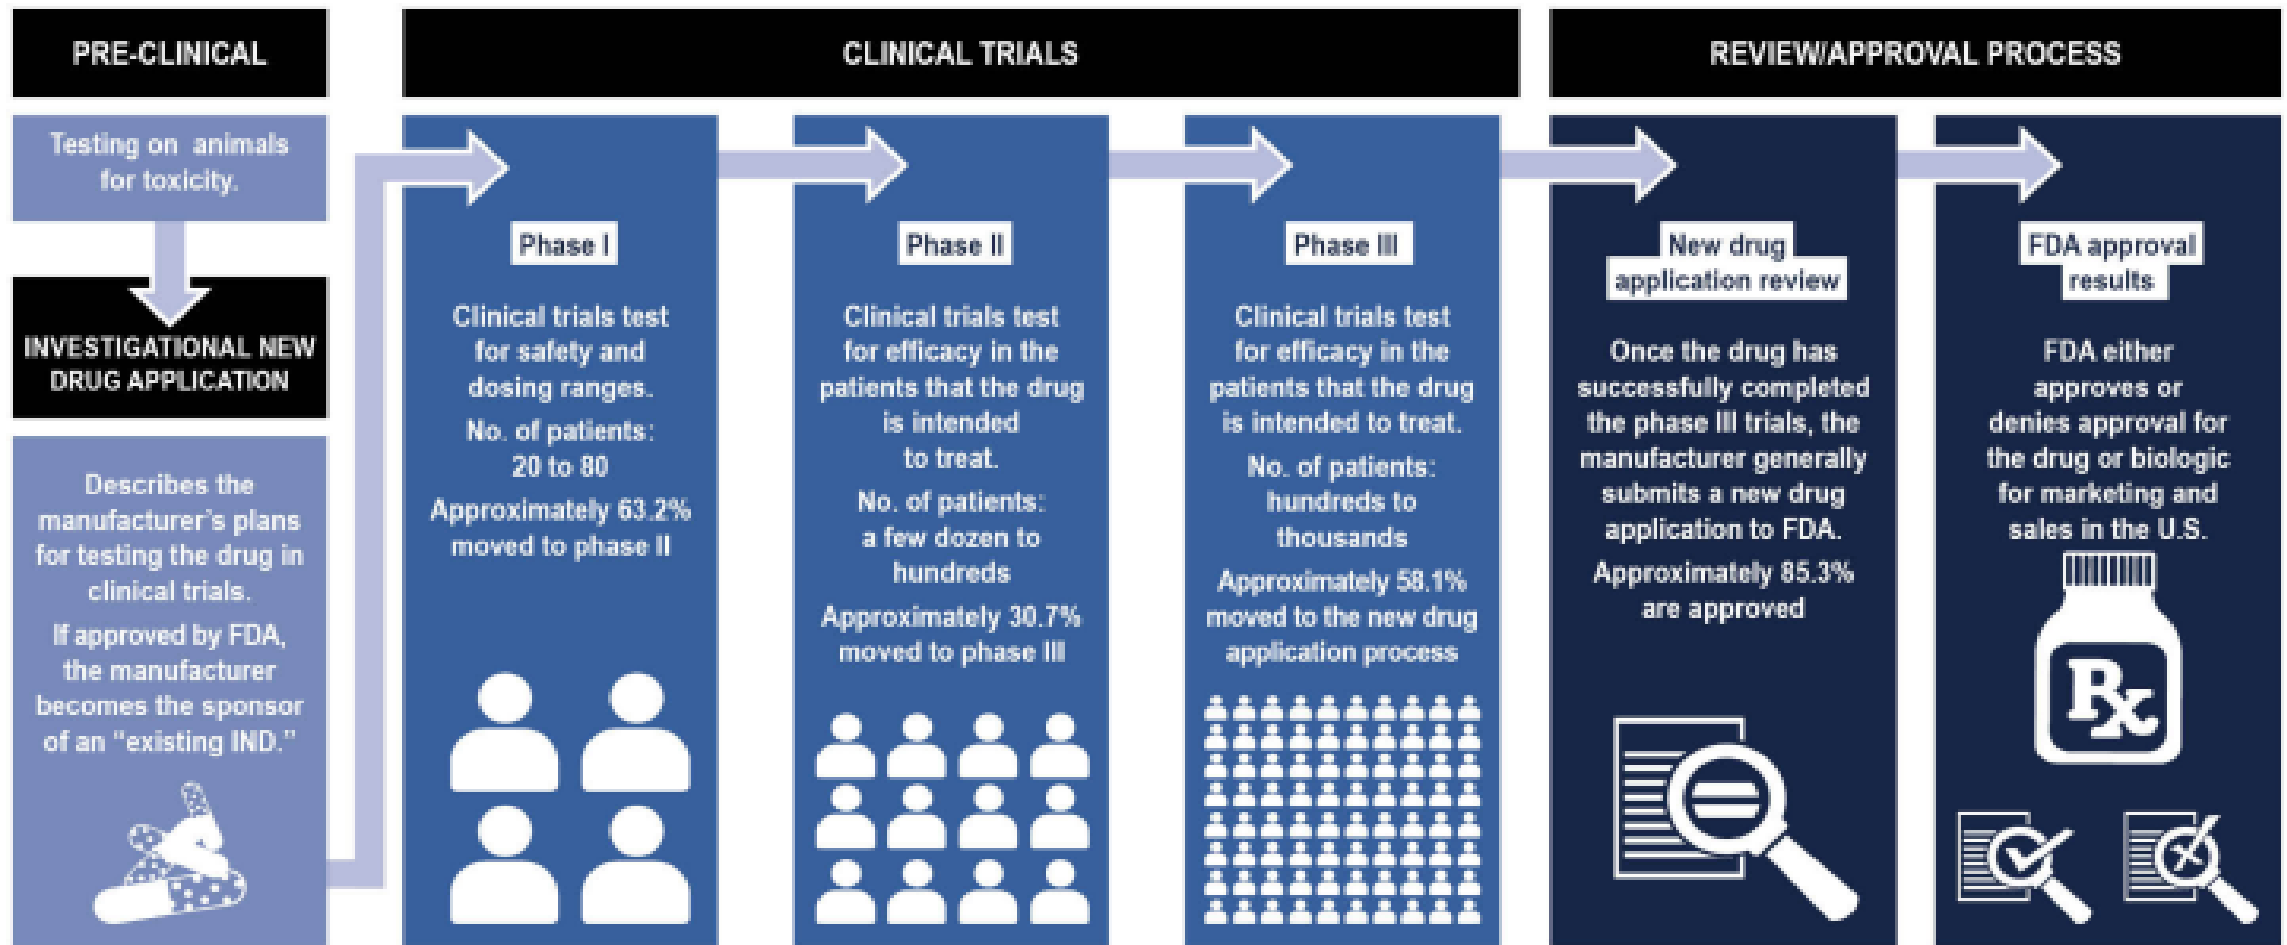 PRE-CLINICAL
Testing on animals
for toxicity.
INVESTIGATIONAL NEW
DRUG APPLICATION
Describes the
manufacturer's plans
for testing the drug in
clinical trials.
If approved by FDA,
the manufacturer
becomes the sponsor
of an "existing IND."
CLINICAL TRIALS
Phase I
Clinical trials test
for safety and
dosing ranges.
No. of patients:
20 to 80
Approximately 63.2%
moved to phase II
Phase II
Clinical trials test
for efficacy in the
patients that the drug
is intended
to treat.
No. of patients:
a few dozen to
hundreds
Approximately 30.7%
moved to phase III
Phase III
Clinical trials test
for efficacy in the
patients that the drug
is intended to treat.
No. of patients:
hundreds to
thousands
Approximately 58.1%
moved to the new drug
application process
REVIEW/APPROVAL PROCESS
New drug
application review
Once the drug has
successfully completed
the phase III trials, the
manufacturer generally
submits a new drug
application to FDA.
Approximately 85.3%
are approved
FDA approval
results
FDA either
approves or
denies approval for
the drug or biologic
for marketing and
sales in the U.S.
Rx